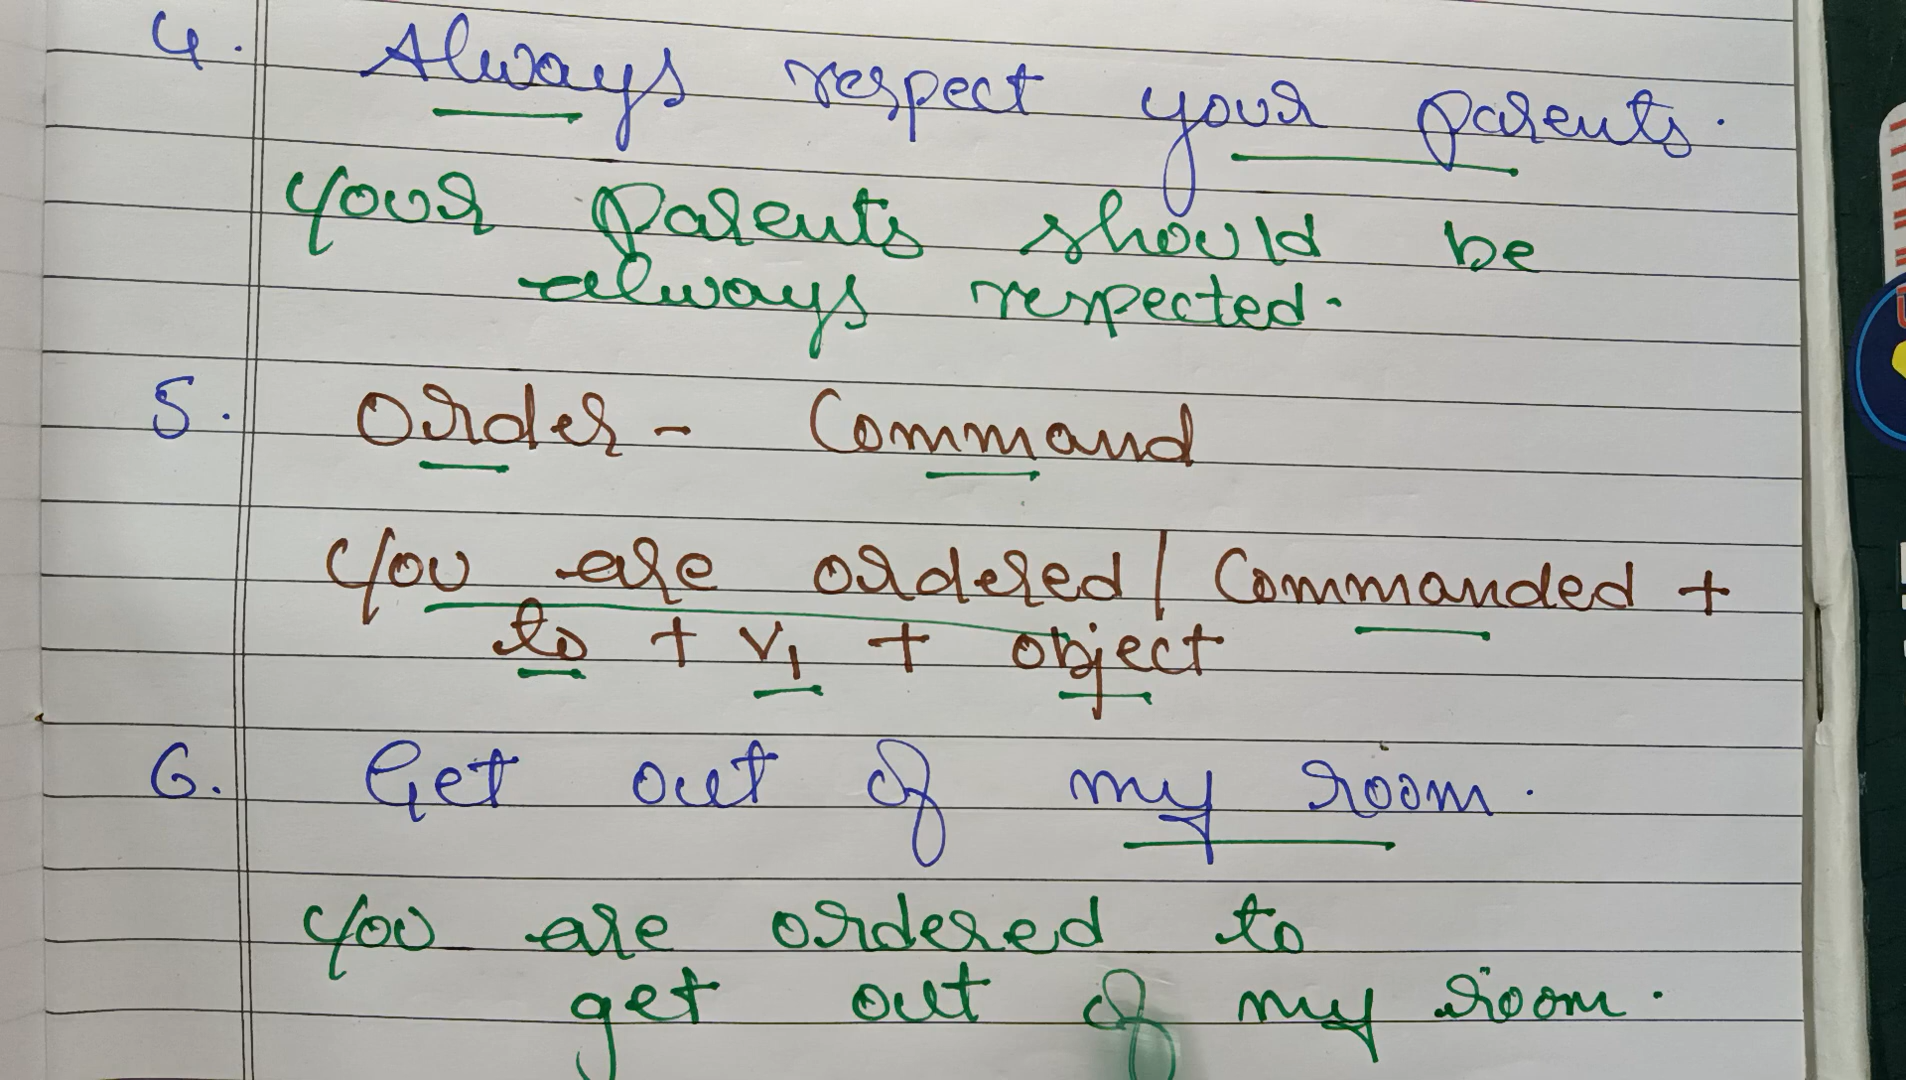 4. Always respect your parents.
Your Parents should be
always respected.
5. Order - Command
You are ordered / Commanded +
to + V1 + object
6. Get out of my room.
You are ordered to
get out of my room.